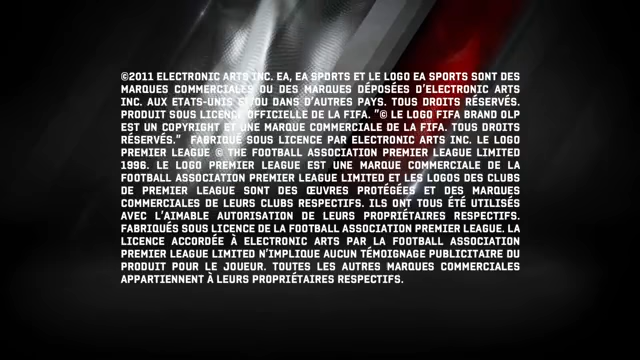 ©2011 ELECTRONIC ARTS INC. EA, EA SPORTS ET LE LOGO EA SPORTS SONT DES
MARQUES COMMERCIALES OU DES MARQUES DÉPOSÉES D'ELECTRONIC ARTS
INC. AUX ETATS-UNIS ET/OU DANS D'AUTRES PAYS. TOUS DROITS RÉSERVÉS.
PRODUIT SOUS LICENCE OFFICIELLE DE LA FIFA. "© LE LOGO FIFA BRAND OLP
EST UN COPYRIGHT ET UNE MARQUE COMMERCIALE DE LA FIFA. TOUS DROITS
RÉSERVÉS." FABRIQUÉ SOUS LICENCE PAR ELECTRONIC ARTS INC. LE LOGO
PREMIER LEAGUE © THE FOOTBALL ASSOCIATION PREMIER LEAGUE LIMITED
1996. LE LOGO PREMIER LEAGUE EST UNE MARQUE COMMERCIALE DE LA
FOOTBALL ASSOCIATION PREMIER LEAGUE LIMITED ET LES LOGOS DES CLUBS
DE PREMIER LEAGUE SONT DES ŒUVRES PROTÉGÉES ET DES MARQUES
COMMERCIALES DE LEURS CLUBS RESPECTIFS. ILS ONT TOUS ÉTÉ UTILISÉS
AVEC L'AIMABLE AUTORISATION DE LEURS PROPRIÉTAIRES RESPECTIFS.
FABRIQUÉS SOUS LICENCE DE LA FOOTBALL ASSOCIATION PREMIER LEAGUE. LA
LICENCE ACCORDÉE À ELECTRONIC ARTS PAR LA FOOTBALL ASSOCIATION
PREMIER LEAGUE LIMITED N'IMPLIQUE AUCUN TÉMOIGNAGE PUBLICITAIRE DU
PRODUIT POUR LE JOUEUR. TOUTES LES AUTRES MARQUES COMMERCIALES
APPARTIENNENT À LEURS PROPRIÉTAIRES RESPECTIFS.